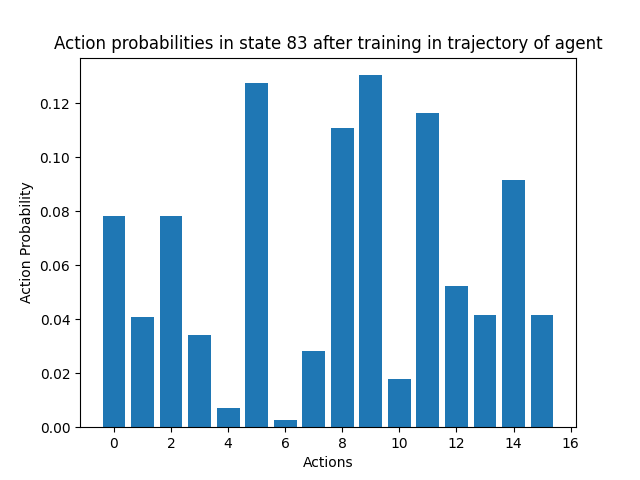 Action probabilities in state 83 after training in trajectory of agent
0.12
0.10
0.08
0.06
0.04
0.02
0.00
Action Probability
0 2 4 6 8 10 12 14 16
Actions